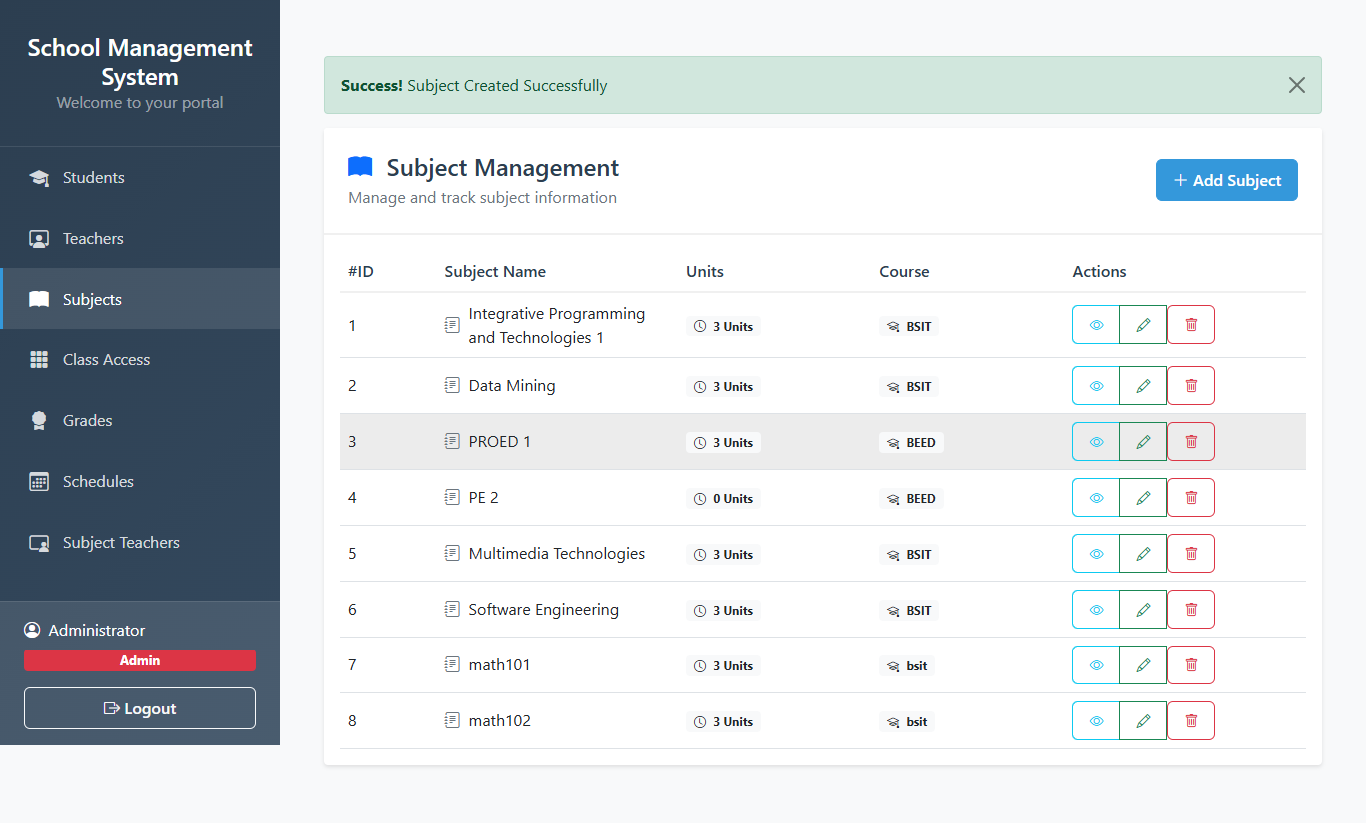 School Management
System
Welcome to your portal
Students
Teachers
Subjects
Class Access
Grades
Schedules
Subject Teachers
Administrator
Admin
Logout
Success! Subject Created Successfully
Subject Management
Manage and track subject information
+ Add Subject
#ID Subject Name Units Course Actions
1 Integrative Programming
and Technologies 1 3 Units BSIT
2 Data Mining 3 Units BSIT
3 PROED 1 3 Units BEED
4 PE 2 0 Units BEED
5 Multimedia Technologies 3 Units BSIT
6 Software Engineering 3 Units BSIT
7 math101 3 Units bsit
8 math102 3 Units bsit